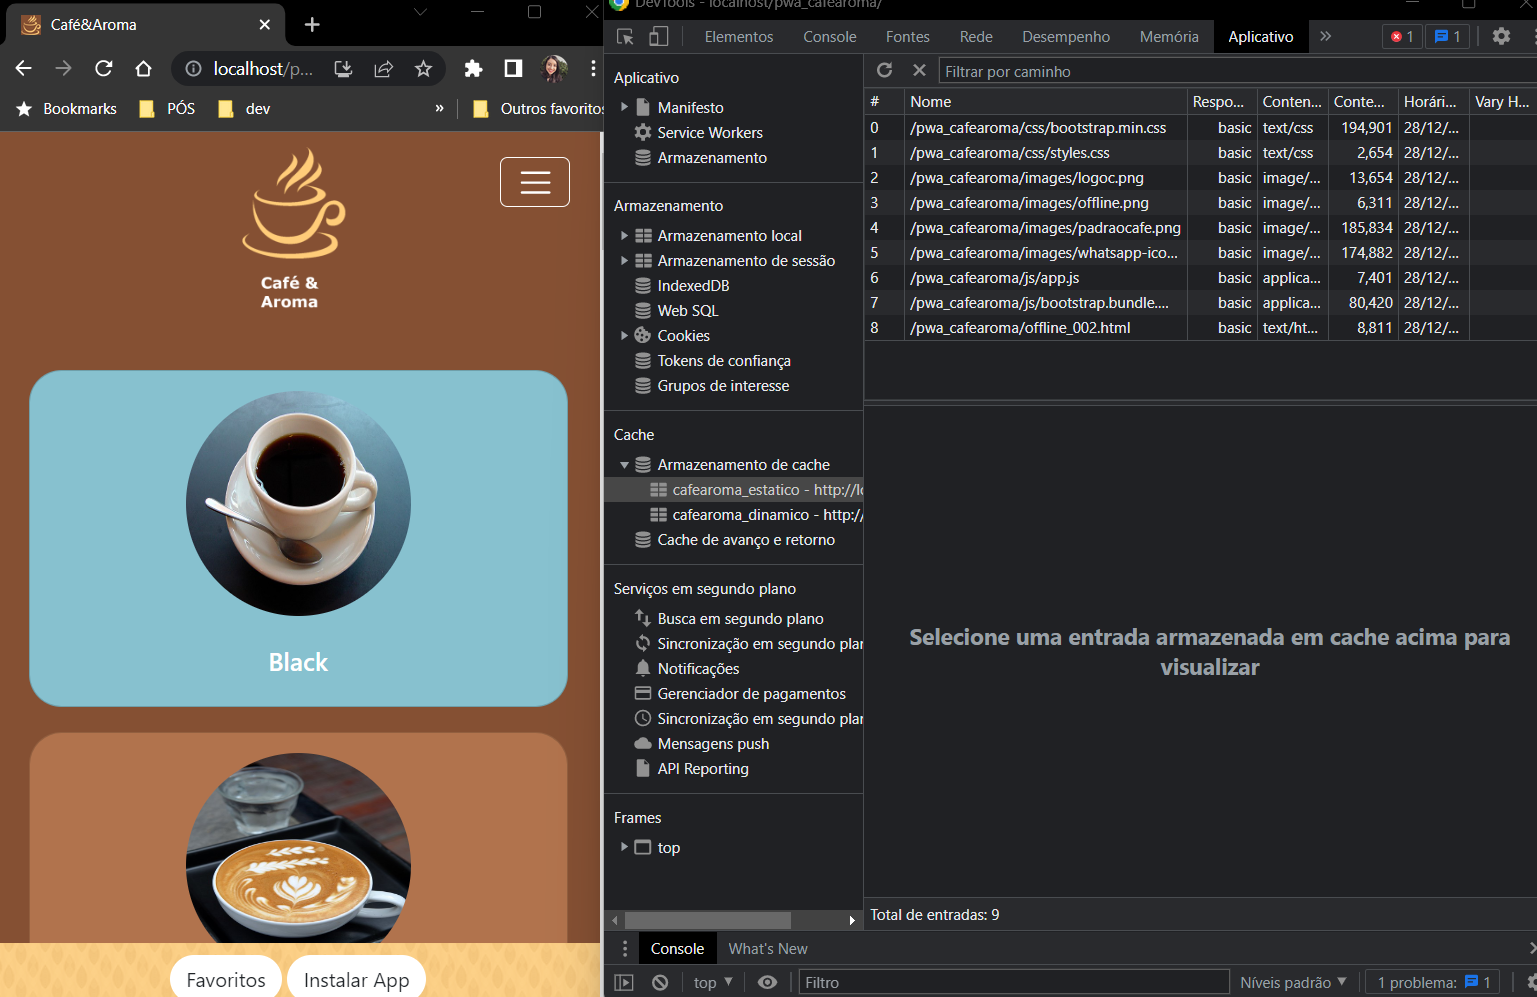 Café&Aroma
localhost/p...
Bookmarks
PÓS
dev
»
Outros favoritos
Café &
Aroma
Black
Favoritos
Instalar App
DevTools - localhost/pwa_cafearoma/
Elementos
Console
Fontes
Rede
Desempenho
Memória
Aplicativo
»
1
1
Aplicativo
Manifesto
Service Workers
Armazenamento
Armazenamento
Armazenamento local
Armazenamento de sessão
IndexedDB
Web SQL
Cookies
Tokens de confiança
Grupos de interesse
Cache
Armazenamento de cache
cafearoma_estatico - http://lo
cafearoma_dinamico - http://
Cache de avanço e retorno
Serviços em segundo plano
Busca em segundo plano
Sincronização em segundo plan
Notificações
Gerenciador de pagamentos
Sincronização em segundo plan
Mensagens push
API Reporting
Frames
top
Filtrar por caminho
# Nome Respo... Conten... Conte... Horári... Vary H...
0 /pwa_cafearoma/css/bootstrap.min.css basic text/css 194,901 28/12/...
1 /pwa_cafearoma/css/styles.css basic text/css 2,654 28/12/...
2 /pwa_cafearoma/images/logoc.png basic image/... 13,654 28/12/...
3 /pwa_cafearoma/images/offline.png basic image/... 6,311 28/12/...
4 /pwa_cafearoma/images/padraocafe.png basic image/... 185,834 28/12/...
5 /pwa_cafearoma/images/whatsapp-ico... basic image/... 174,882 28/12/...
6 /pwa_cafearoma/js/app.js basic applica... 7,401 28/12/...
7 /pwa_cafearoma/js/bootstrap.bundle.... basic applica... 80,420 28/12/...
8 /pwa_cafearoma/offline_002.html basic text/ht... 8,811 28/12/...
Selecione uma entrada armazenada em cache acima para
visualizar
Total de entradas: 9
Console
What's New
top
Filtro
Níveis padrão
1 problema: 1